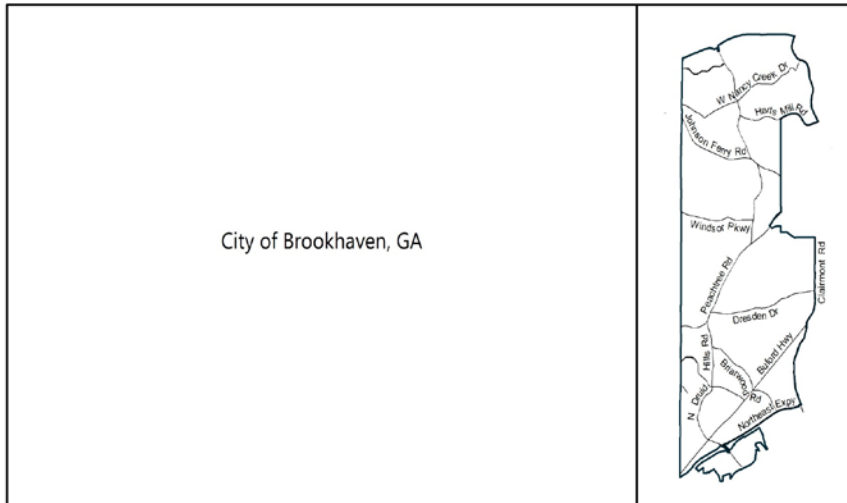 City of Brookhaven, GA
W Nancy Creek Dr
Harts Mill Rd
Johnson Ferry Rd
Windsor Pkwy
Peachtree Rd
Clairmont Rd
Dresden Dr
Buford Hwy
N Druid Hills Rd
Briarwood Rd
Northeast Expy